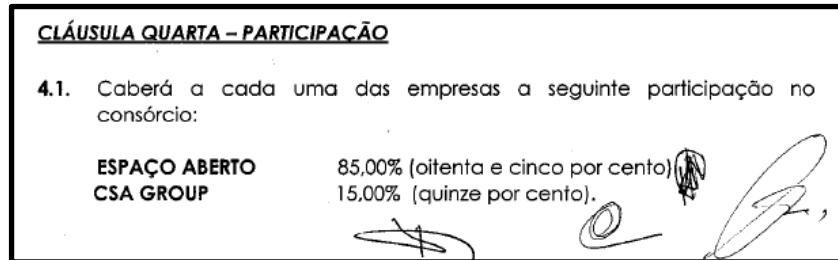 CLÁUSULA QUARTA – PARTICIPAÇÃO
4.1. Caberá a cada uma das empresas a seguinte participação no
consórcio:
ESPAÇO ABERTO 85,00% (oitenta e cinco por cento)
CSA GROUP 15,00% (quinze por cento).